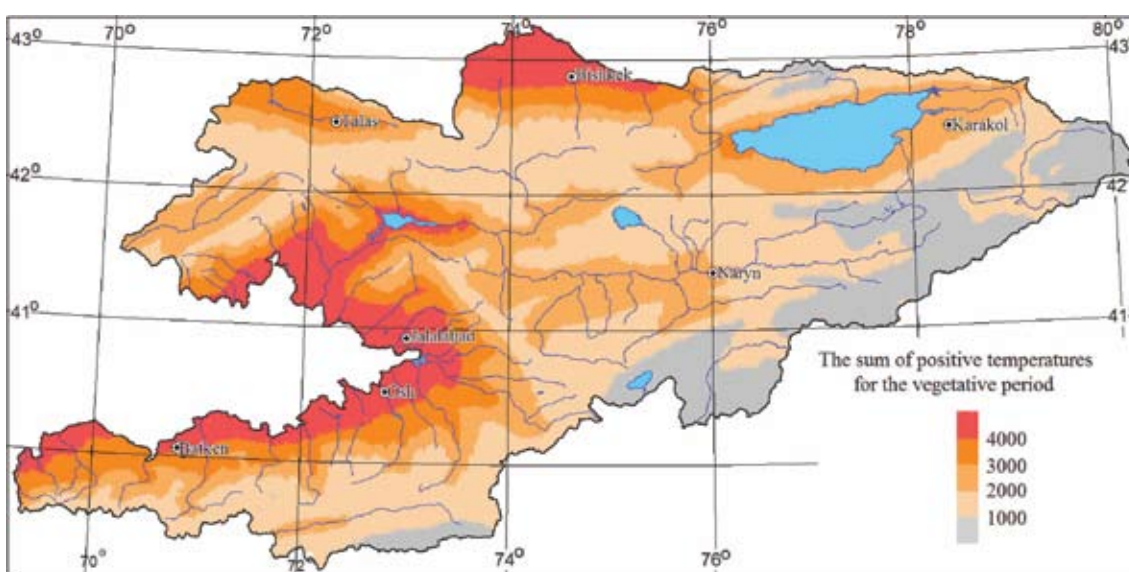 70° 72° 74° 76° 78° 80°
43° 43
Bishkek
Talas
Karakol
42° 42
Naryn
41° 41
Jalalabad
The sum of positive temperatures
for the vegetative period
Osh
Batken
4000
3000
2000
1000
70° 72° 74° 76°